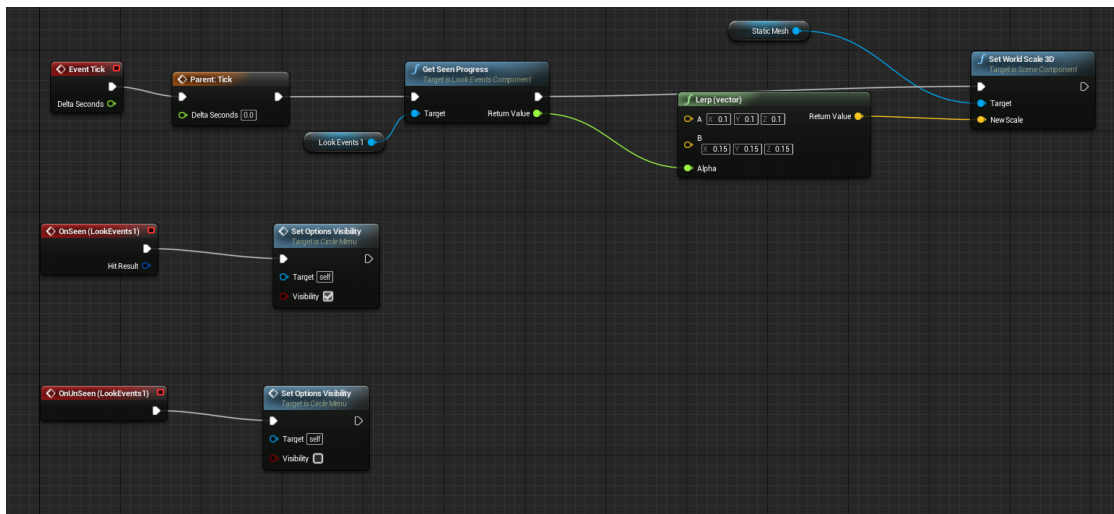 Static Mesh
Event Tick
Delta Seconds
Parent: Tick
Delta Seconds 0.0
Get Seen Progress
Target is Look Events Component
Target Return Value
Look Events 1
Lerp (vector)
A X 0.1 Y 0.1 Z 0.1 Return Value
B
X 0.15 Y 0.15 Z 0.15
Alpha
Set World Scale 3D
Target is Scene Component
Target
New Scale
OnSeen (LookEvents1)
Hit Result
Set Options Visibility
Target is Circle Menu
Target self
Visibility
OnUnSeen (LookEvents1)
Set Options Visibility
Target is Circle Menu
Target self
Visibility